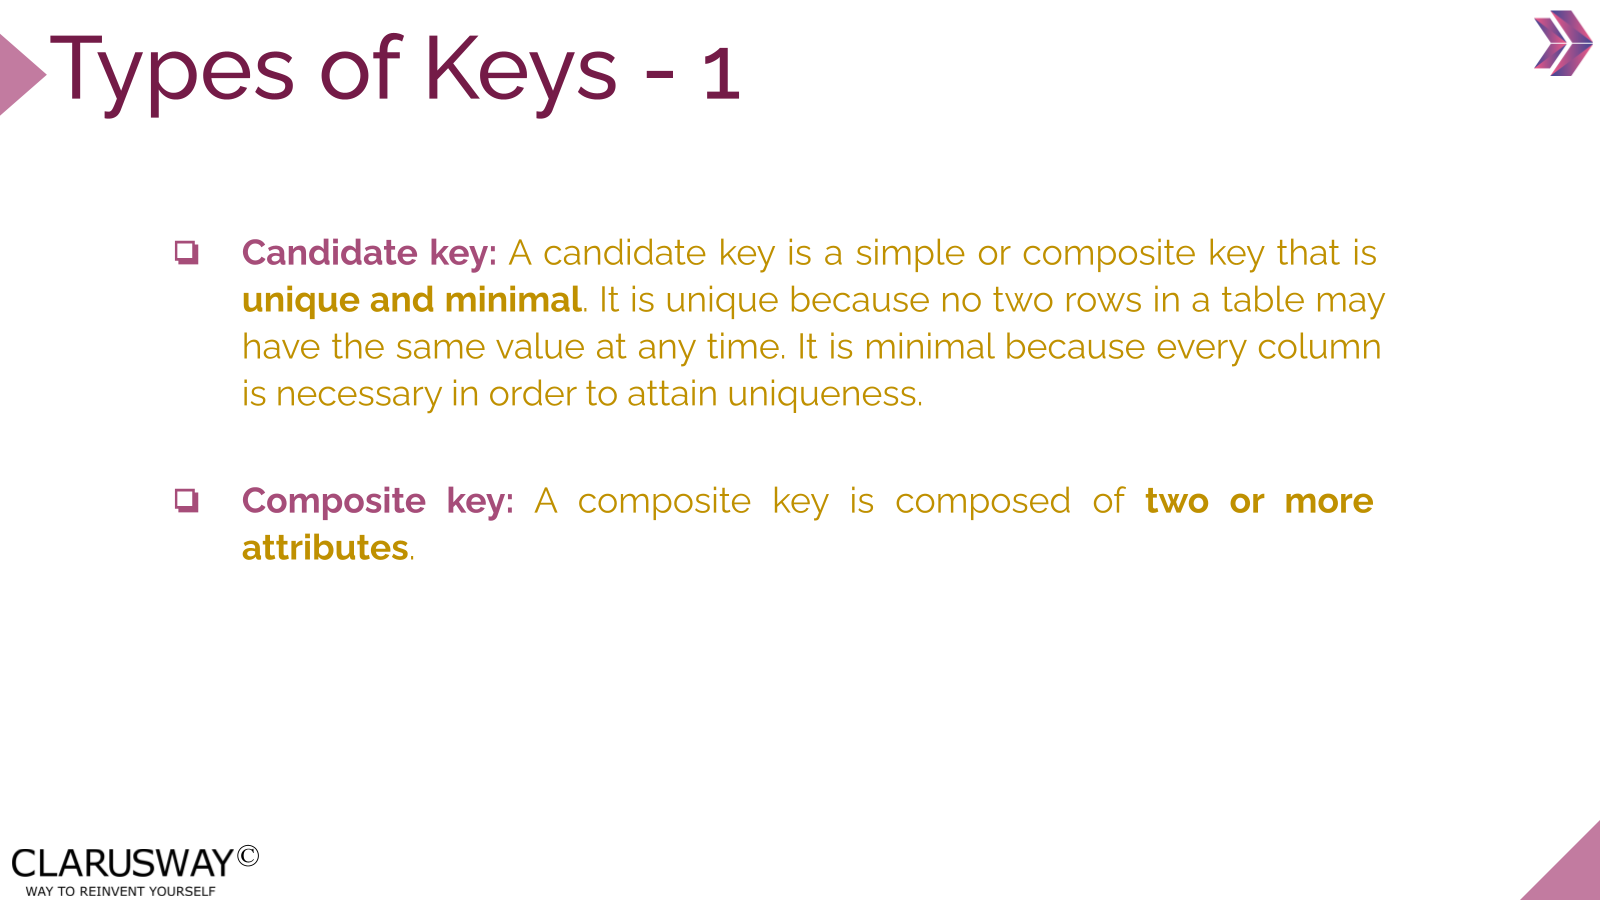 Types of Keys - 1
❏ Candidate key: A candidate key is a simple or composite key that is
unique and minimal. It is unique because no two rows in a table may
have the same value at any time. It is minimal because every column
is necessary in order to attain uniqueness.
❏ Composite key: A composite key is composed of two or more
attributes.
CLARUSWAY©
WAY TO REINVENT YOURSELF